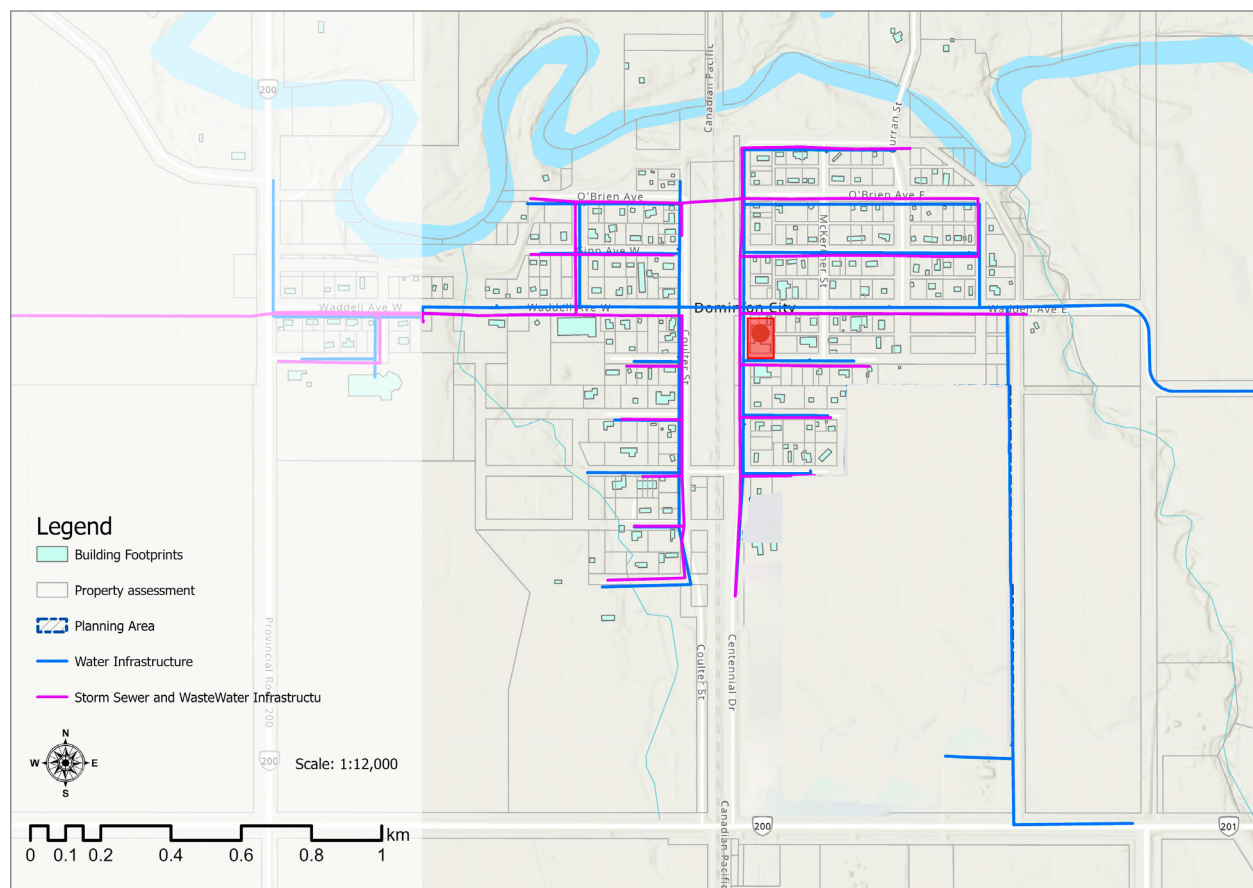 200
Canadian Pacific
Curran St
O'Brien Ave
O'Brien Ave E
McKercher St
Ginn Ave W
Waddell Ave W
Waddell Ave W
Dominion City
Waddell Ave E
Coulter St
Legend
Building Footprints
Property assessment
Planning Area
Water Infrastructure
Storm Sewer and WasteWater Infrastructu
Provincial Road 200
Coulter St
Centennial Dr
N
W
E
S
200
Scale: 1:12,000
Canadian Pacific
200
201
km
0 0.1 0.2 0.4 0.6 0.8 1